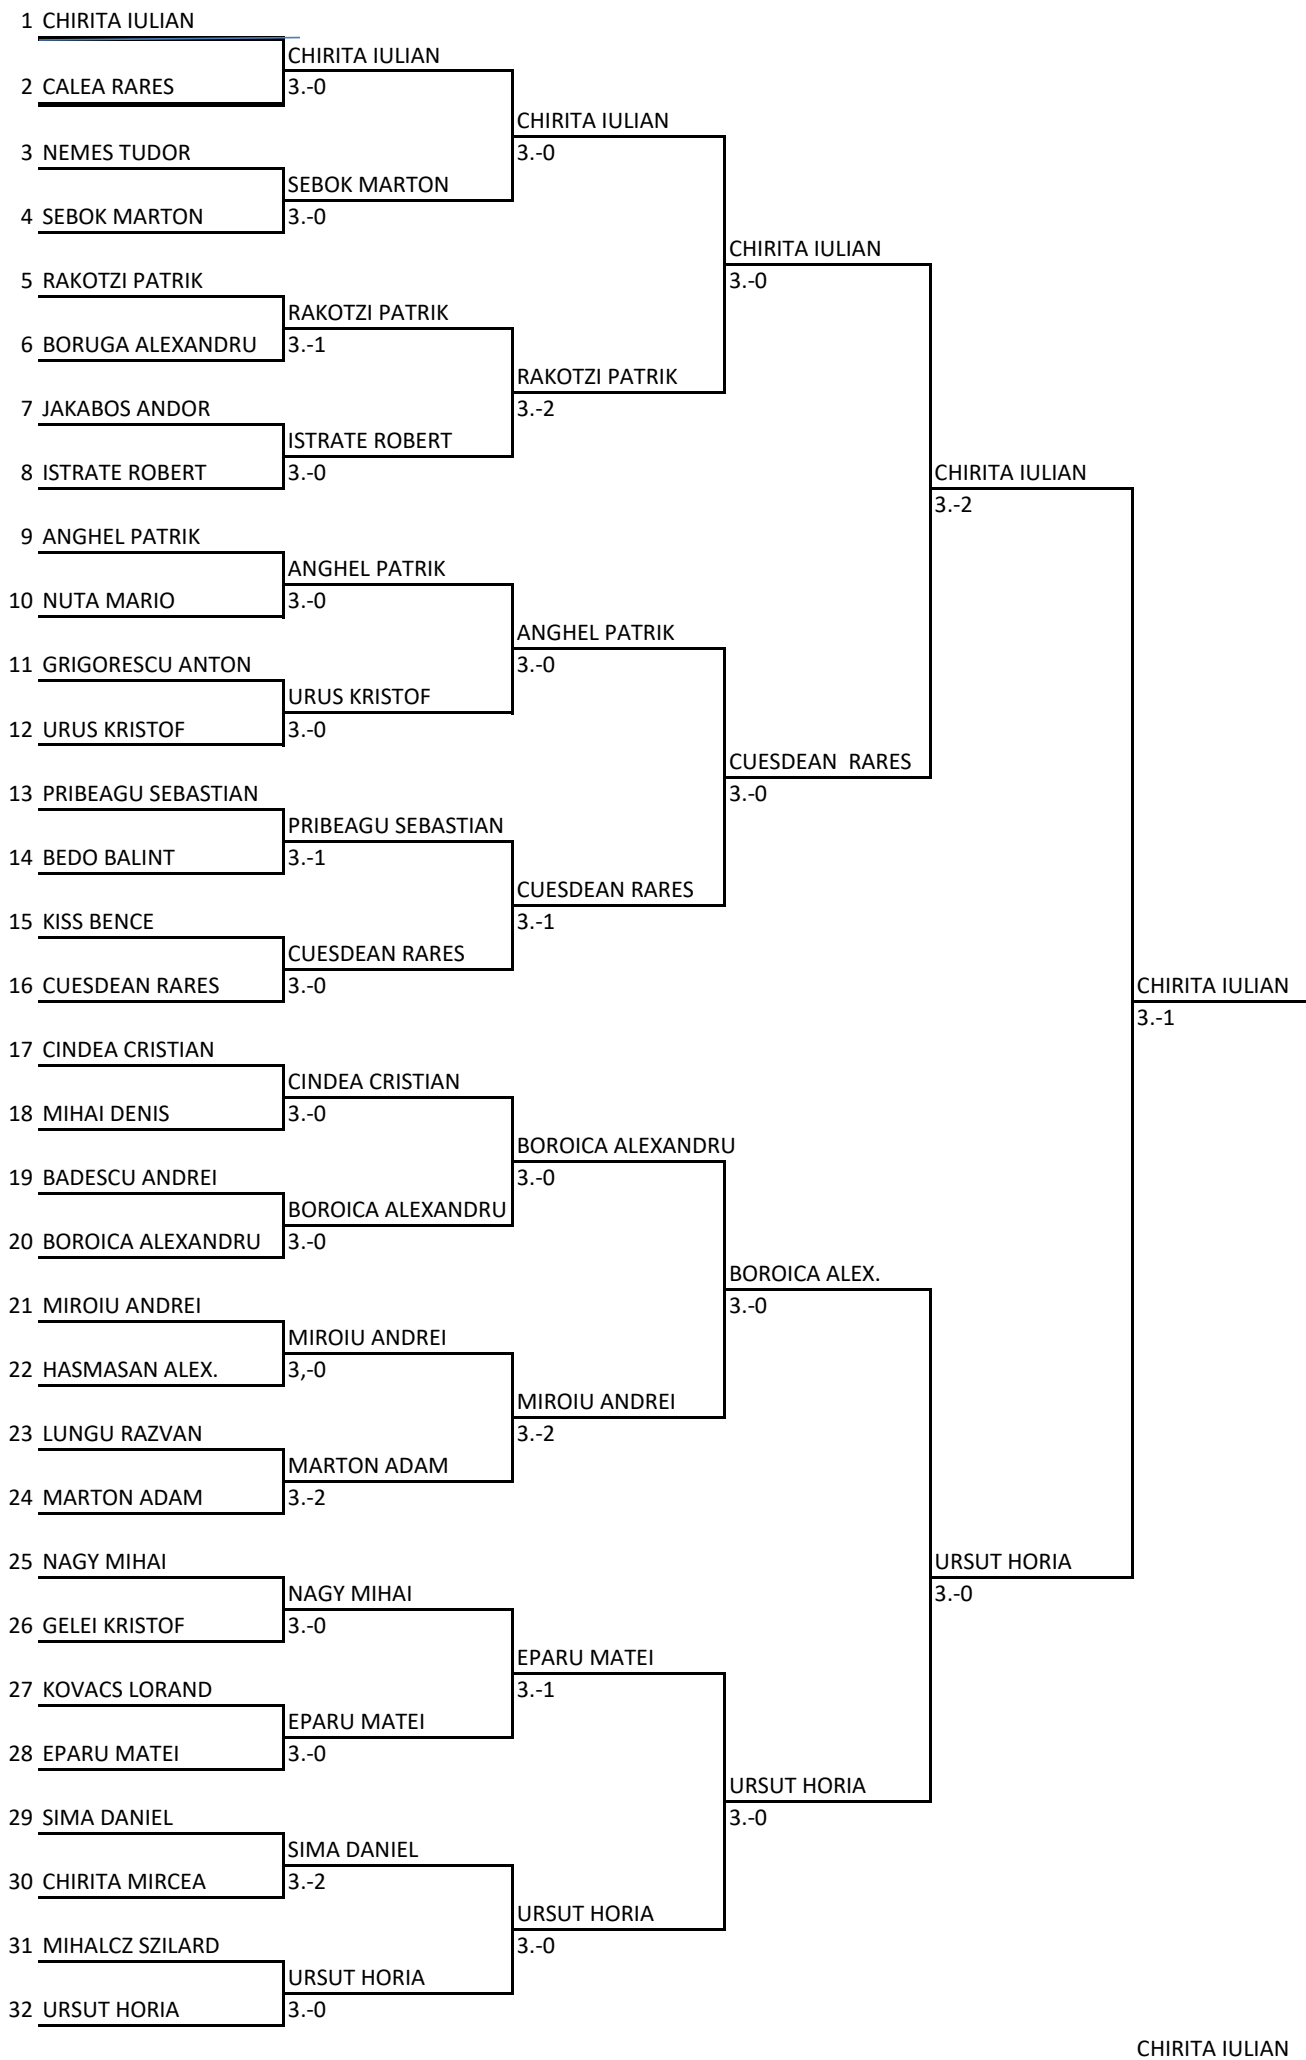 1 CHIRITA IULIAN
CHIRITA IULIAN
2 CALEA RARES
3.-0
CHIRITA IULIAN
3 NEMES TUDOR
3.-0
SEBOK MARTON
4 SEBOK MARTON
3.-0
CHIRITA IULIAN
5 RAKOTZI PATRIK
3.-0
RAKOTZI PATRIK
6 BORUGA ALEXANDRU
3.-1
RAKOTZI PATRIK
7 JAKABOS ANDOR
3.-2
ISTRATE ROBERT
8 ISTRATE ROBERT
3.-0
CHIRITA IULIAN
3.-2
9 ANGHEL PATRIK
ANGHEL PATRIK
10 NUTA MARIO
3.-0
ANGHEL PATRIK
11 GRIGORESCU ANTON
3.-0
URUS KRISTOF
12 URUS KRISTOF
3.-0
CUESDEAN  RARES
13 PRIBEAGU SEBASTIAN
3.-0
PRIBEAGU SEBASTIAN
14 BEDO BALINT
3.-1
CUESDEAN RARES
15 KISS BENCE
3.-1
CUESDEAN RARES
16 CUESDEAN RARES
3.-0
CHIRITA IULIAN
3.-1
17 CINDEA CRISTIAN
CINDEA CRISTIAN
18 MIHAI DENIS
3.-0
BOROICA ALEXANDRU
19 BADESCU ANDREI
3.-0
BOROICA ALEXANDRU
20 BOROICA ALEXANDRU
3.-0
BOROICA ALEX.
21 MIROIU ANDREI
3.-0
MIROIU ANDREI
22 HASMASAN ALEX.
3,-0
MIROIU ANDREI
23 LUNGU RAZVAN
3.-2
MARTON ADAM
24 MARTON ADAM
3.-2
25 NAGY MIHAI
URSUT HORIA
NAGY MIHAI
3.-0
26 GELEI KRISTOF
3.-0
EPARU MATEI
27 KOVACS LORAND
3.-1
EPARU MATEI
28 EPARU MATEI
3.-0
URSUT HORIA
29 SIMA DANIEL
3.-0
SIMA DANIEL
30 CHIRITA MIRCEA
3.-2
URSUT HORIA
31 MIHALCZ SZILARD
3.-0
URSUT HORIA
32 URSUT HORIA
3.-0
CHIRITA IULIAN